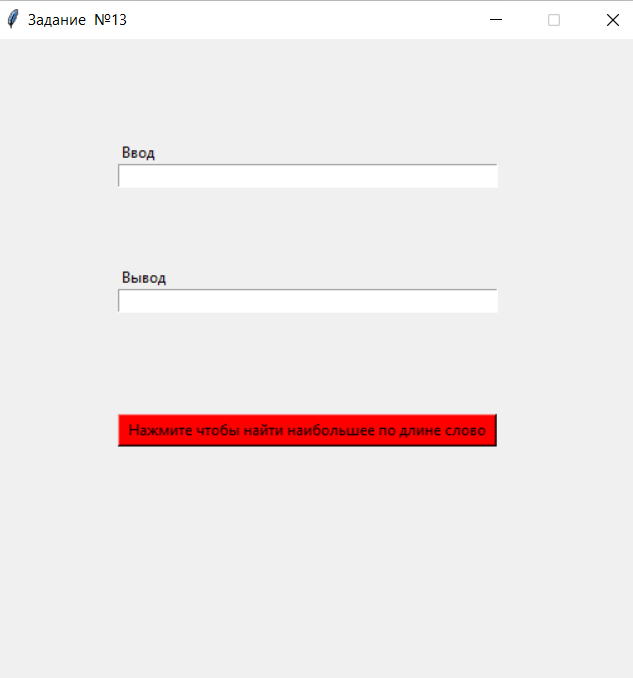 Задание  №13
Ввод
Вывод
Нажмите чтобы найти наибольшее по длине слово